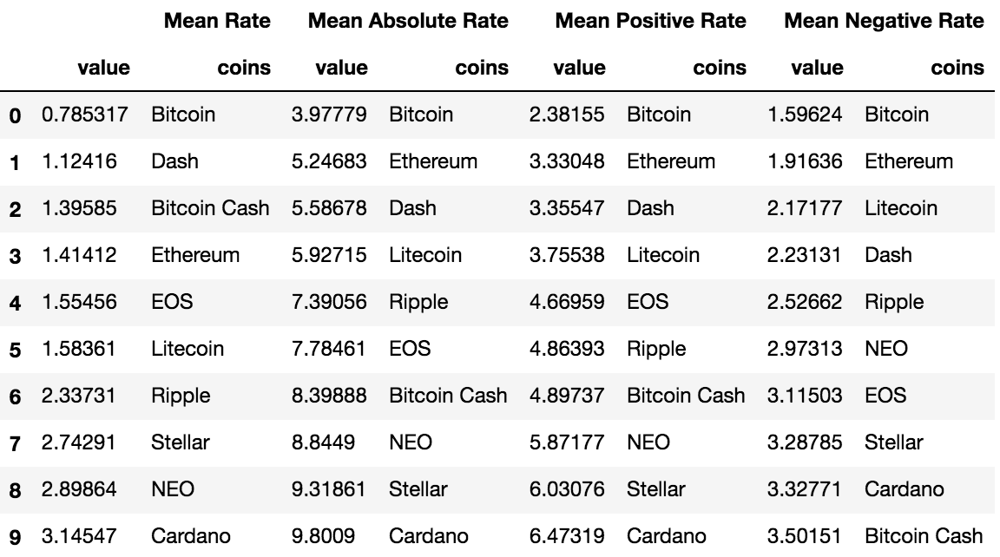 Mean Rate Mean Absolute Rate Mean Positive Rate Mean Negative Rate
value coins value coins value coins value coins
0 0.785317 Bitcoin 3.97779 Bitcoin 2.38155 Bitcoin 1.59624 Bitcoin
1 1.12416 Dash 5.24683 Ethereum 3.33048 Ethereum 1.91636 Ethereum
2 1.39585 Bitcoin Cash 5.58678 Dash 3.35547 Dash 2.17177 Litecoin
3 1.41412 Ethereum 5.92715 Litecoin 3.75538 Litecoin 2.23131 Dash
4 1.55456 EOS 7.39056 Ripple 4.66959 EOS 2.52662 Ripple
5 1.58361 Litecoin 7.78461 EOS 4.86393 Ripple 2.97313 NEO
6 2.33731 Ripple 8.39888 Bitcoin Cash 4.89737 Bitcoin Cash 3.11503 EOS
7 2.74291 Stellar 8.8449 NEO 5.87177 NEO 3.28785 Stellar
8 2.89864 NEO 9.31861 Stellar 6.03076 Stellar 3.32771 Cardano
9 3.14547 Cardano 9.8009 Cardano 6.47319 Cardano 3.50151 Bitcoin Cash